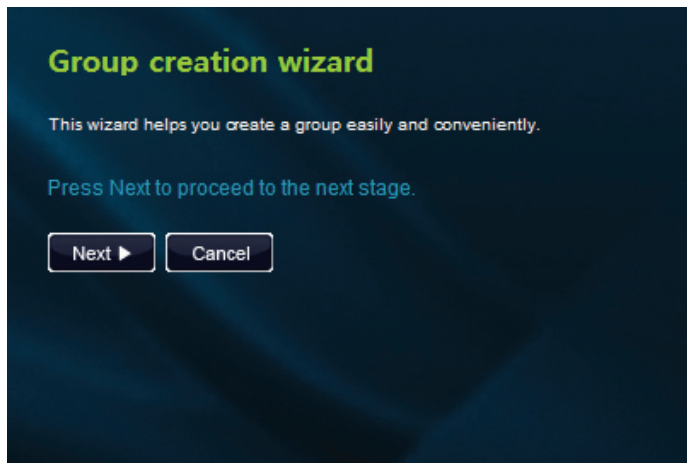 Group creation wizard
This wizard helps you create a group easily and conveniently.
Press Next to proceed to the next stage.
Next Cancel